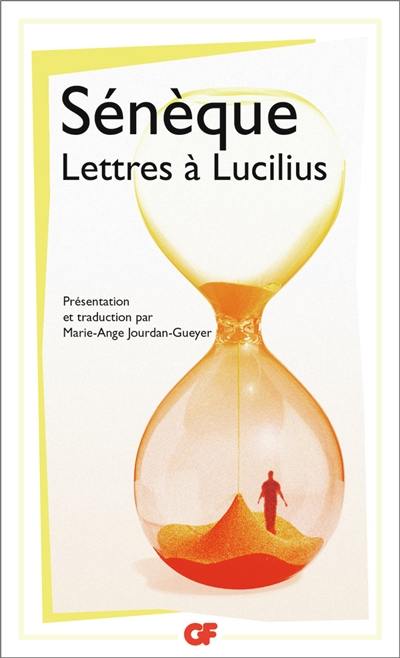 Sénèque
Lettres à Lucilius
Présentation
et traduction par
Marie-Ange Jourdan-Gueyer
GF